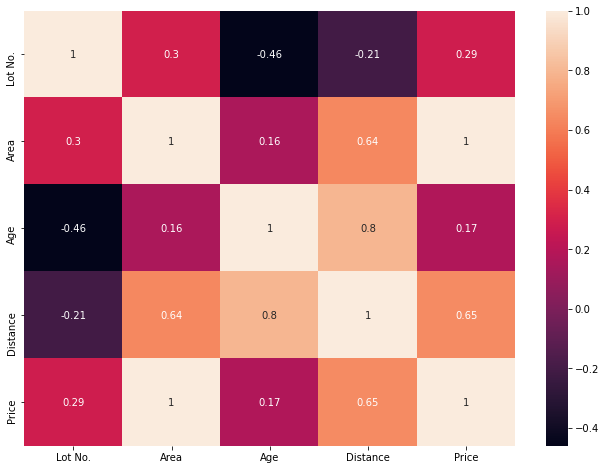 Lot No. 1 0.3 -0.46 -0.21 0.29
Area 0.3 1 0.16 0.64 1
Age -0.46 0.16 1 0.8 0.17
Distance -0.21 0.64 0.8 1 0.65
Price 0.29 1 0.17 0.65 1
Lot No. Area Age Distance Price
1.0
0.8
0.6
0.4
0.2
0.0
−0.2
−0.4